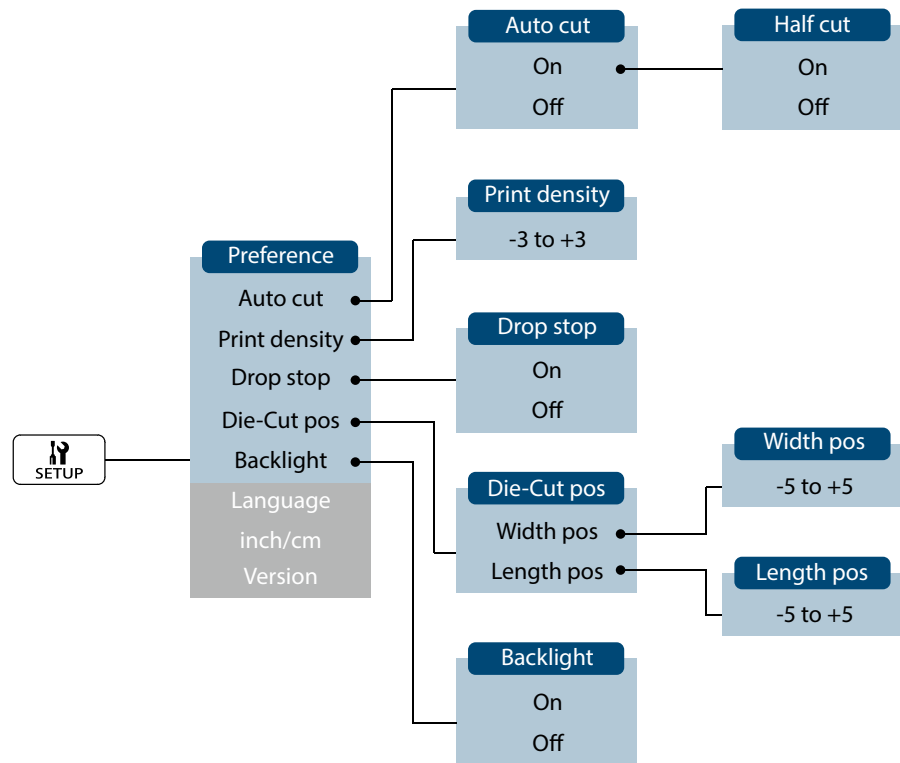 SETUP
Preference
Auto cut
Print density
Drop stop
Die-Cut pos
Backlight
Language
inch/cm
Version
Auto cut
On
Off
Half cut
On
Off
Print density
-3 to +3
Drop stop
On
Off
Die-Cut pos
Width pos
Length pos
Width pos
-5 to +5
Length pos
-5 to +5
Backlight
On
Off